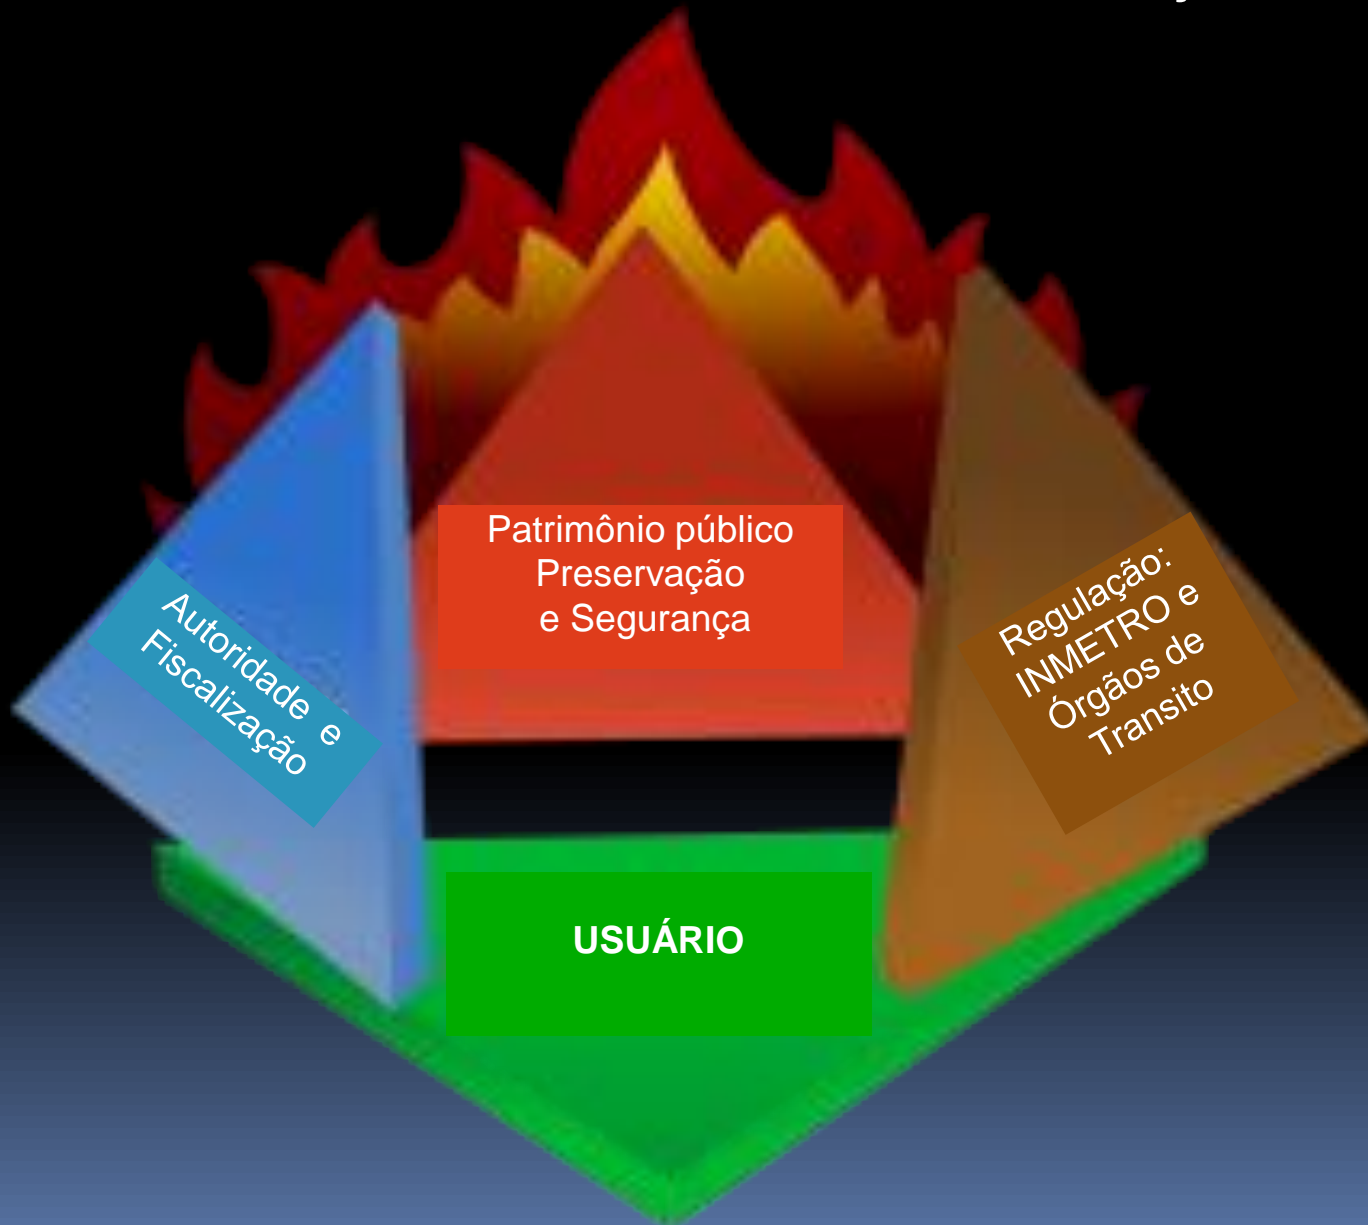 Patrimônio público
Preservação
e Segurança
Autoridade e
Fiscalização
Regulação:
INMETRO e
Órgãos de
Transito
USUÁRIO